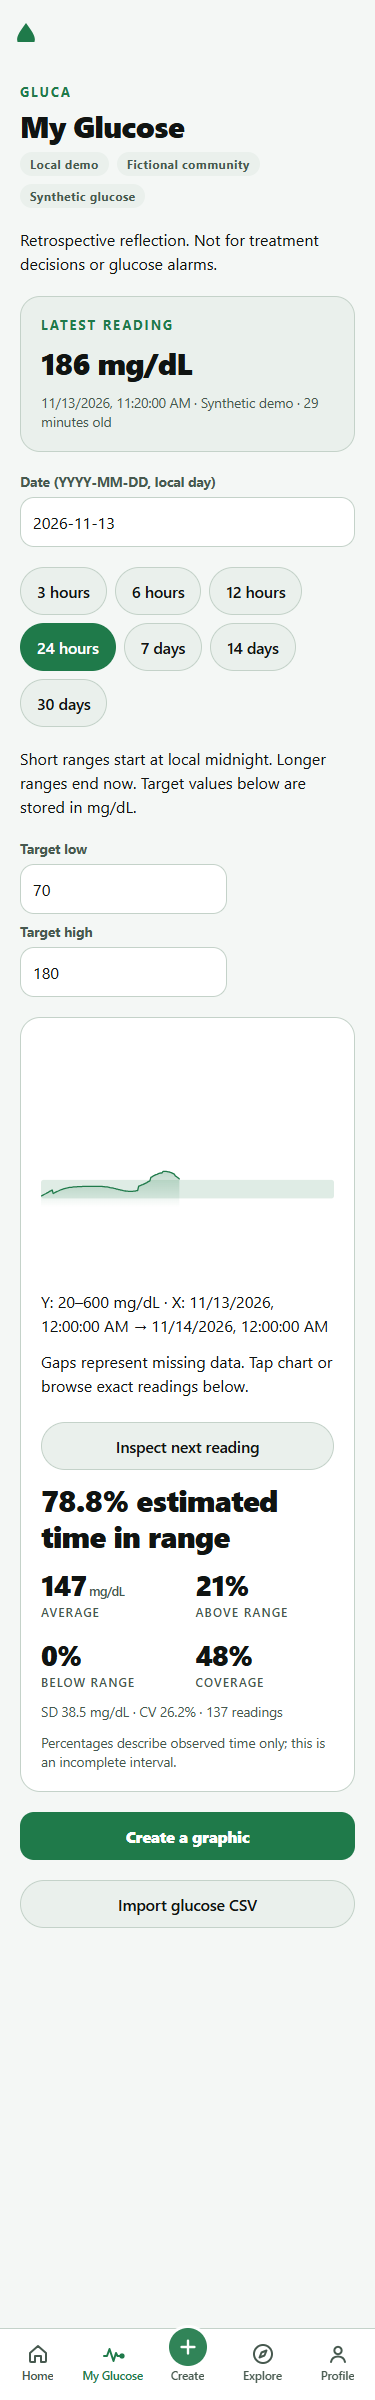 GLUCA
My Glucose
Local demo
Fictional community
Synthetic glucose
Retrospective reflection. Not for treatment
decisions or glucose alarms.
LATEST READING
186 mg/dL
11/13/2026, 11:20:00 AM · Synthetic demo · 29
minutes old
Date (YYYY-MM-DD, local day)
2026-11-13
3 hours
6 hours
12 hours
24 hours
7 days
14 days
30 days
Short ranges start at local midnight. Longer
ranges end now. Target values below are
stored in mg/dL.
Target low
70
Target high
180
Y: 20–600 mg/dL · X: 11/13/2026,
12:00:00 AM → 11/14/2026, 12:00:00 AM
Gaps represent missing data. Tap chart or
browse exact readings below.
Inspect next reading
78.8% estimated
time in range
147 mg/dL
AVERAGE
21%
ABOVE RANGE
0%
BELOW RANGE
48%
COVERAGE
SD 38.5 mg/dL · CV 26.2% · 137 readings
Percentages describe observed time only; this is
an incomplete interval.
Create a graphic
Import glucose CSV
Home
My Glucose
Create
Explore
Profile